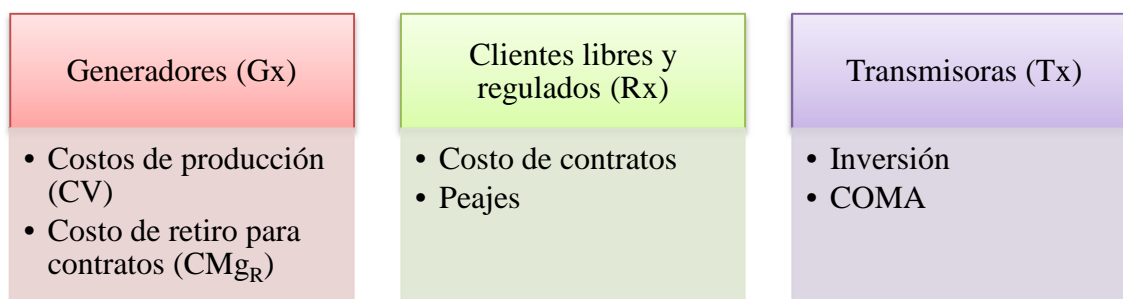 Generadores (Gx)
• Costos de producción
(CV)
• Costo de retiro para
contratos (CMgR)
Clientes libres y
regulados (Rx)
• Costo de contratos
• Peajes
Transmisoras (Tx)
• Inversión
• COMA